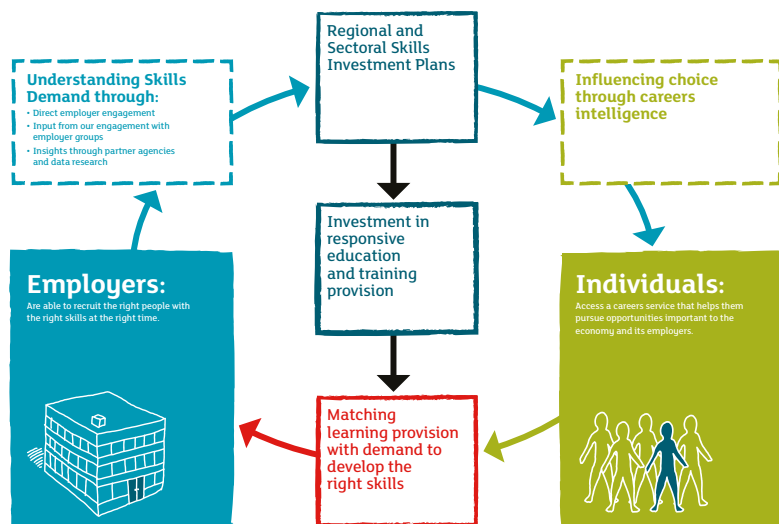 Understanding Skills
Demand through:
• Direct employer engagement
• Input from our engagement with
employer groups
• Insights through partner agencies
and data research
Regional and
Sectoral Skills
Investment Plans
Influencing choice
through careers
intelligence
Investment in
responsive
education
and training
provision
Employers:
Are able to recruit the right people with
the right skills at the right time.
Individuals:
Access a careers service that helps them
pursue opportunities important to the
economy and its employers.
Matching
learning provision
with demand to
develop the
right skills